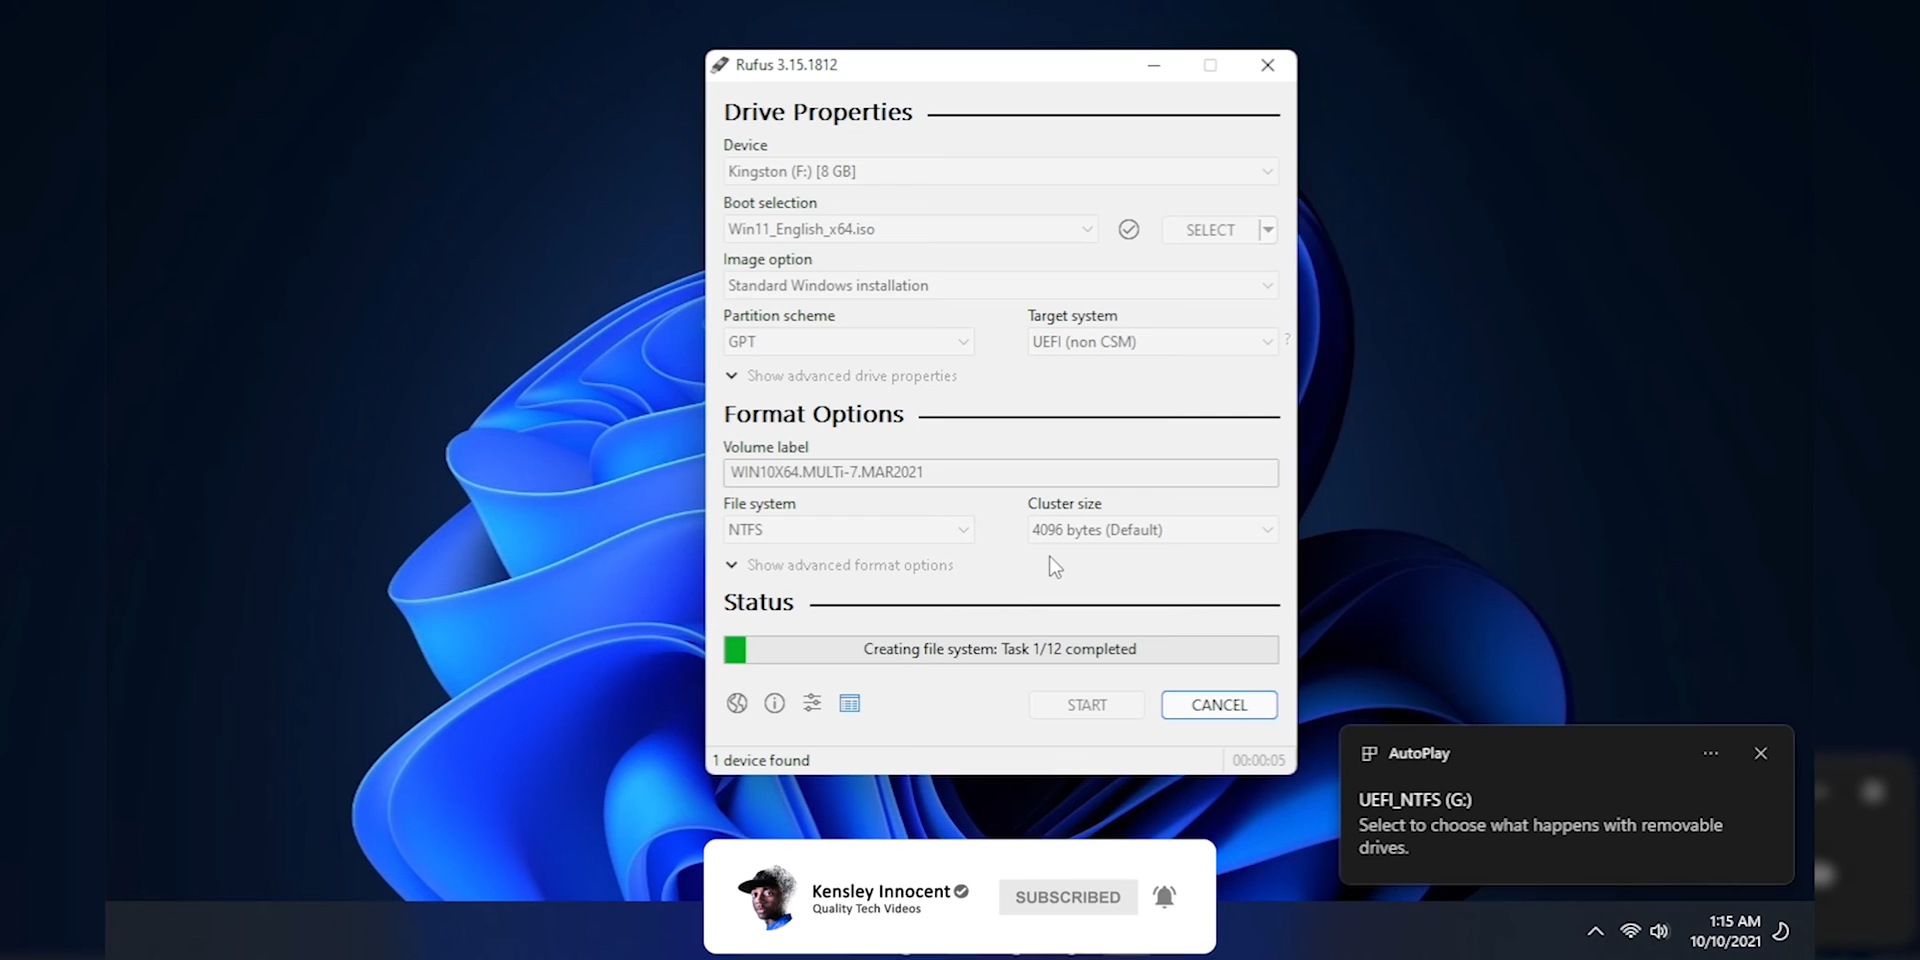 Rufus 3.15.1812
Drive Properties
Device
Kingston (F:) [8 GB]
Boot selection
Win11_English_x64.iso
SELECT
Image option
Standard Windows installation
Partition scheme
Target system
GPT
UEFI (non CSM)
?
Show advanced drive properties
Format Options
Volume label
WIN10X64.MULTi-7.MAR2021
File system
Cluster size
NTFS
4096 bytes (Default)
Show advanced format options
Status
Creating file system: Task 1/12 completed
START
CANCEL
1 device found
00:00:05
AutoPlay
UEFI_NTFS (G:)
Select to choose what happens with removable
drives.
Kensley Innocent
Quality Tech Videos
SUBSCRIBED
1:15 AM
10/10/2021